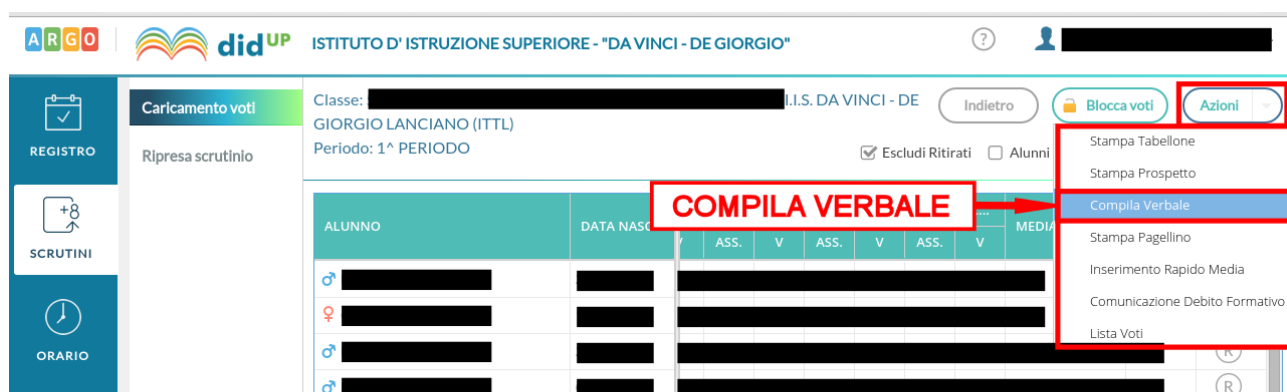 ARGO
didUP
ISTITUTO D' ISTRUZIONE SUPERIORE - "DA VINCI - DE GIORGIO"
?
REGISTRO
+8
SCRUTINI
ORARIO
Caricamento voti
Ripresa scrutinio
Classe: I.I.S. DA VINCI - DE
GIORGIO LANCIANO (ITTL)
Periodo: 1^ PERIODO
Indietro
Blocca voti
Azioni
Escludi Ritirati
Alunni
Stampa Tabellone
Stampa Prospetto
Compila Verbale
Stampa Pagellino
Inserimento Rapido Media
Comunicazione Debito Formativo
Lista Voti
COMPILA VERBALE
ALUNNO DATA NASC ASS. V ASS. V ASS. V MEDIA
R
R